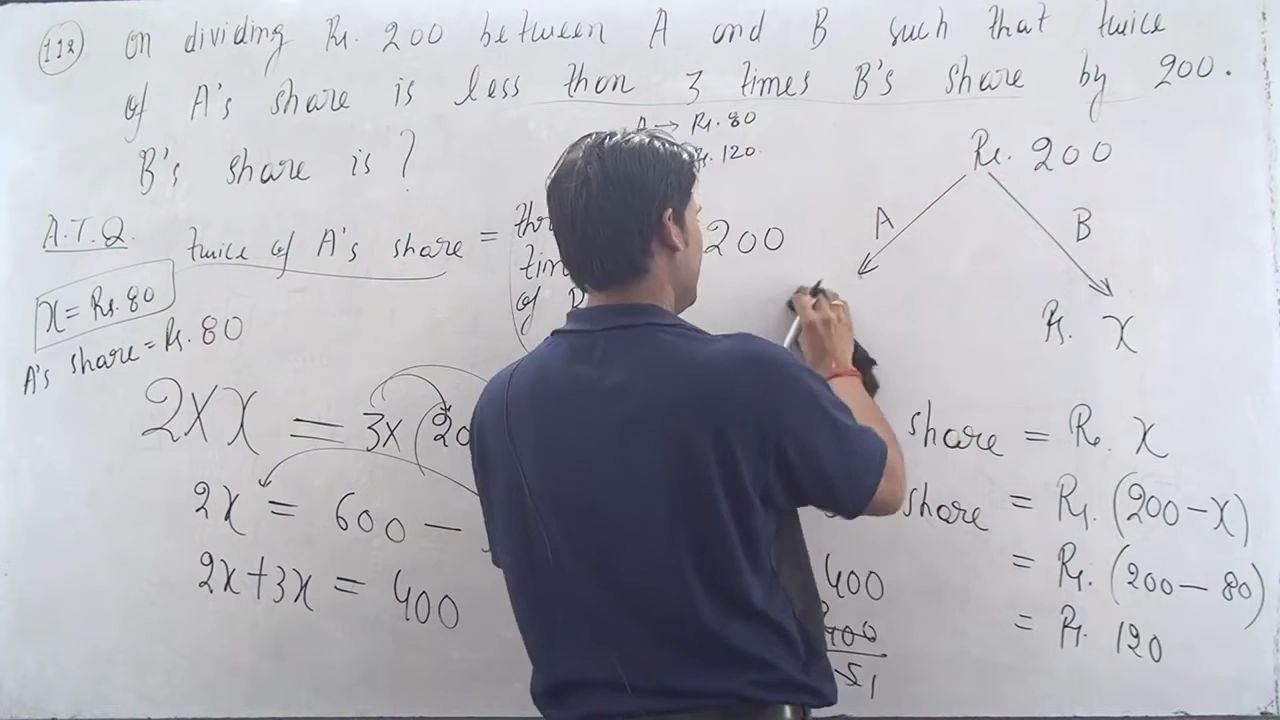 118 On dividing Rs. 200 between A and B such that twice
of A's share is less than 3 times B's share by 200.
B's share is ?
A → Rs. 80
Rs. 120
Rs. 200
A B
Rs. x
A.T.Q. twice of A's share = 200
of
x = Rs. 80
A's share = Rs. 80
2 × x = 3 × (20
2x = 600 −
2x + 3x = 400
400
share = Rs. x
share = Rs. (200 − x)
= Rs. (200 − 80)
= Rs. 120